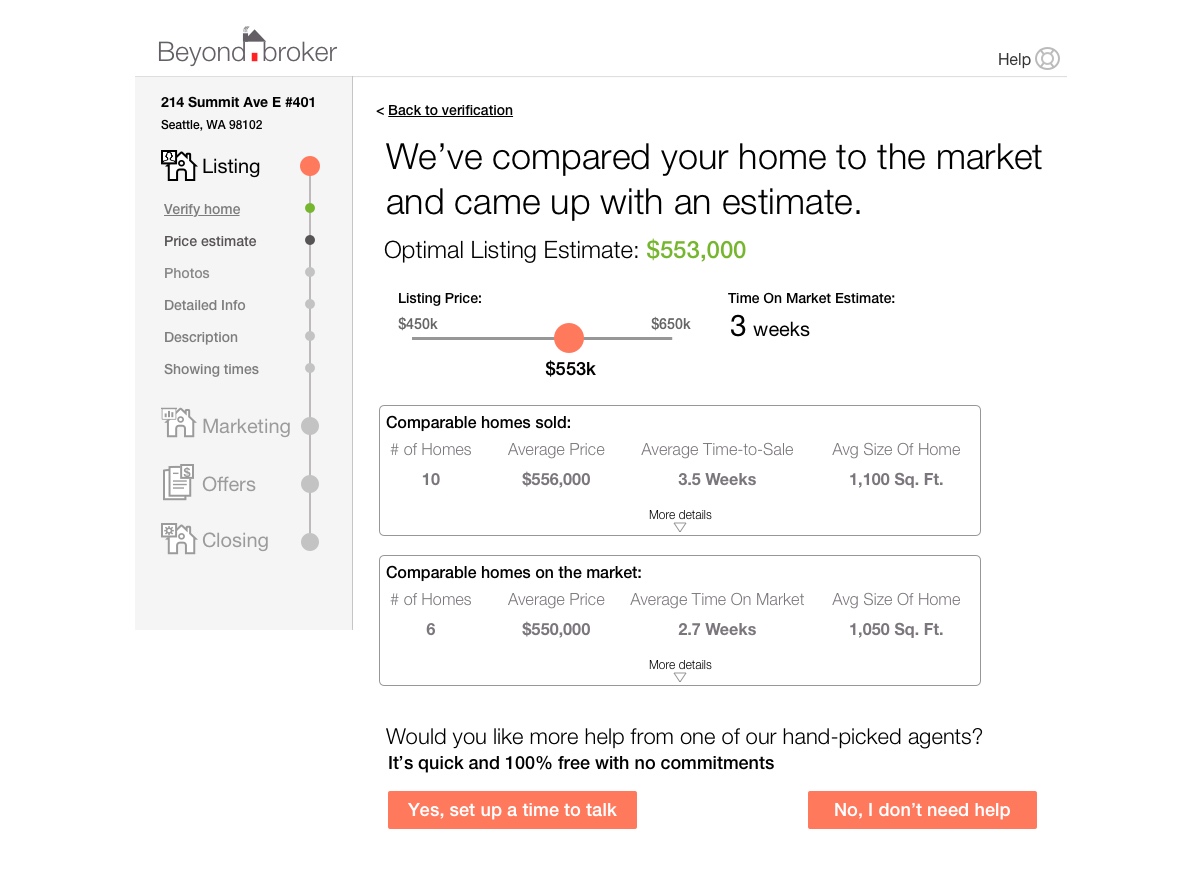 Beyond broker
Help
214 Summit Ave E #401
Seattle, WA 98102
Listing
Verify home
Price estimate
Photos
Detailed Info
Description
Showing times
Marketing
$
Offers
Closing
< Back to verification
We’ve compared your home to the market
and came up with an estimate.
Optimal Listing Estimate: $553,000
Listing Price:
$450k $650k
$553k
Time On Market Estimate:
3 weeks
Comparable homes sold:
# of Homes Average Price Average Time-to-Sale Avg Size Of Home
10 $556,000 3.5 Weeks 1,100 Sq. Ft.
More details
Comparable homes on the market:
# of Homes Average Price Average Time On Market Avg Size Of Home
6 $550,000 2.7 Weeks 1,050 Sq. Ft.
More details
Would you like more help from one of our hand-picked agents?
It’s quick and 100% free with no commitments
Yes, set up a time to talk No, I don’t need help